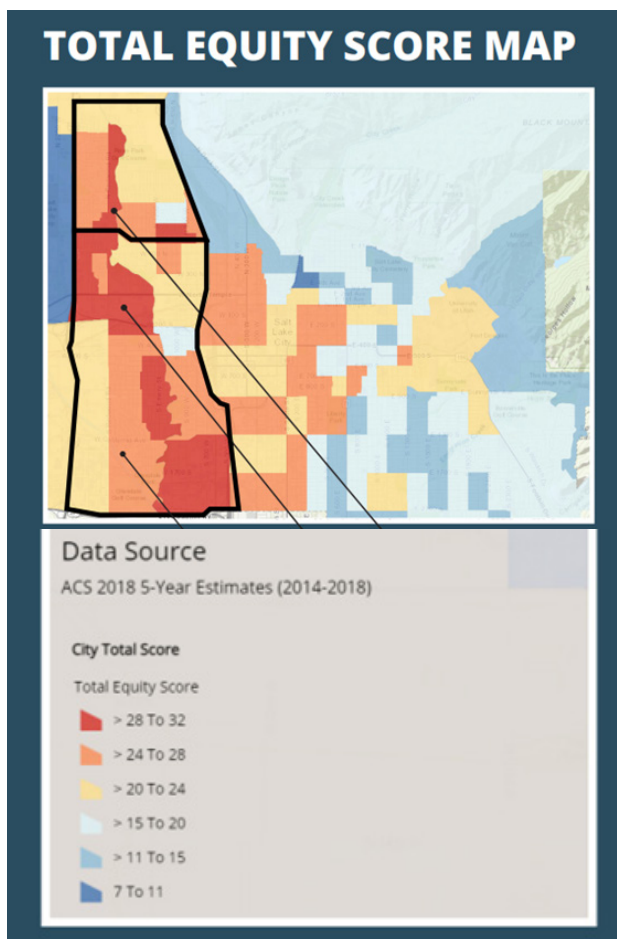 TOTAL EQUITY SCORE MAP
BLACK MOUNT
Salt
Lake
City
Data Source
ACS 2018 5-Year Estimates (2014-2018)
City Total Score
Total Equity Score
> 28 To 32
> 24 To 28
> 20 To 24
> 15 To 20
> 11 To 15
7 To 11